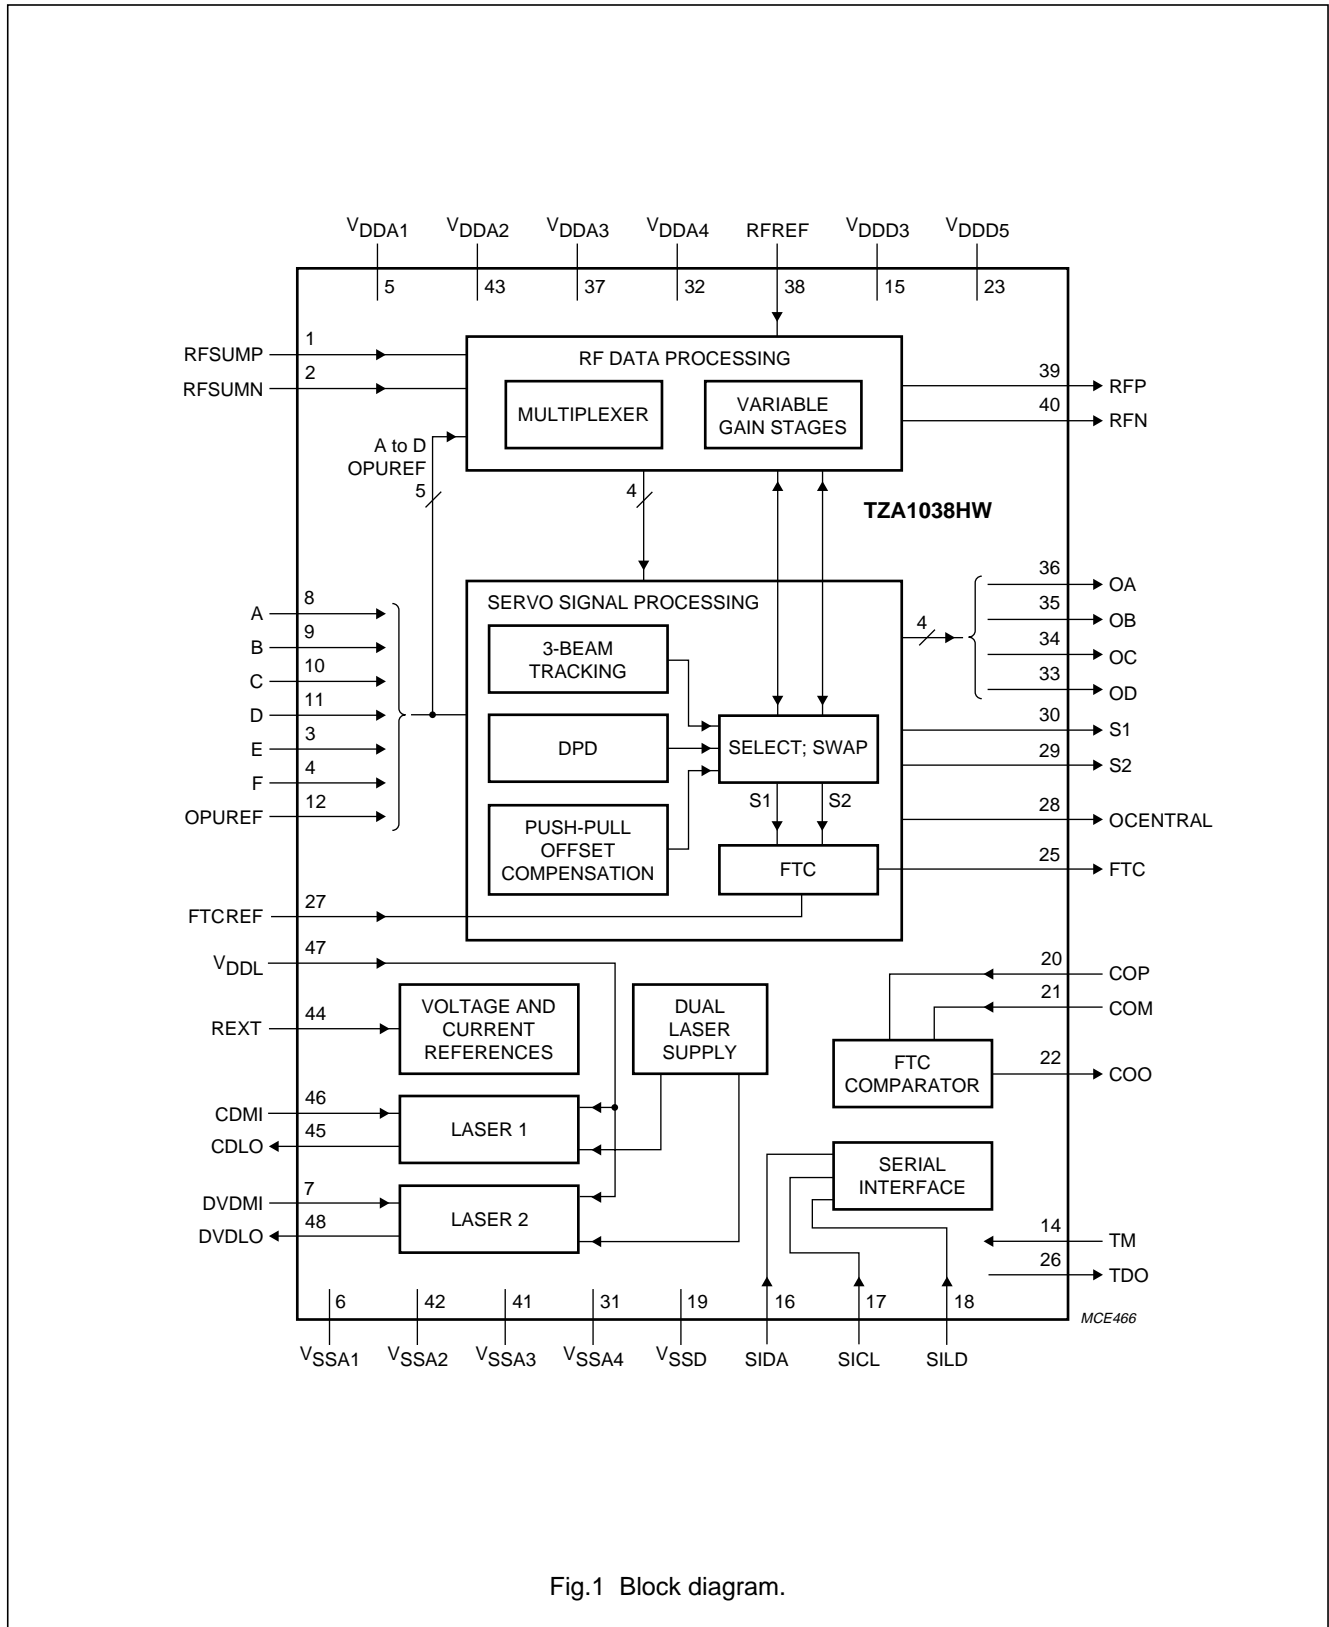 VDDA1 VDDA2 VDDA3 VDDA4 RFREF VDDD3 VDDD5
5 43 37 32 38 15 23
RFSUMP 1
RFSUMN 2
RF DATA PROCESSING
MULTIPLEXER
VARIABLE
GAIN STAGES
39 RFP
40 RFN
A to D
OPUREF
5
4
TZA1038HW
A 8
B 9
C 10
D 11
E 3
F 4
OPUREF 12
SERVO SIGNAL PROCESSING
3-BEAM
TRACKING
DPD
PUSH-PULL
OFFSET
COMPENSATION
SELECT; SWAP
S1 S2
FTC
4
36 OA
35 OB
34 OC
33 OD
30 S1
29 S2
28 OCENTRAL
25 FTC
FTCREF 27
VDDL 47
REXT 44
VOLTAGE AND
CURRENT
REFERENCES
DUAL
LASER
SUPPLY
20 COP
21 COM
FTC
COMPARATOR
22 COO
CDMI 46
CDLO 45
LASER 1
DVDMI 7
DVDLO 48
LASER 2
SERIAL
INTERFACE
14 TM
26 TDO
6 42 41 31 19 16 17 18
VSSA1 VSSA2 VSSA3 VSSA4 VSSD SIDA SICL SILD
MCE466
Fig.1 Block diagram.